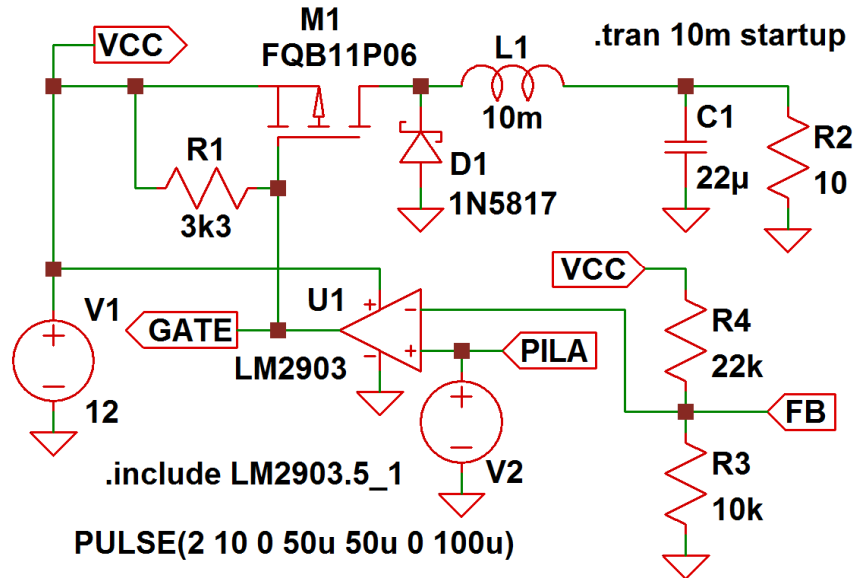 M1
VCC
FQB11P06
L1
.tran 10m startup
10m
C1
R2
R1
D1
22µ
10
3k3
1N5817
VCC
V1
U1
+
-
R4
GATE
LM2903
PILA
22k
12
FB
V2
R3
.include LM2903.5_1
10k
PULSE(2 10 0 50u 50u 0 100u)